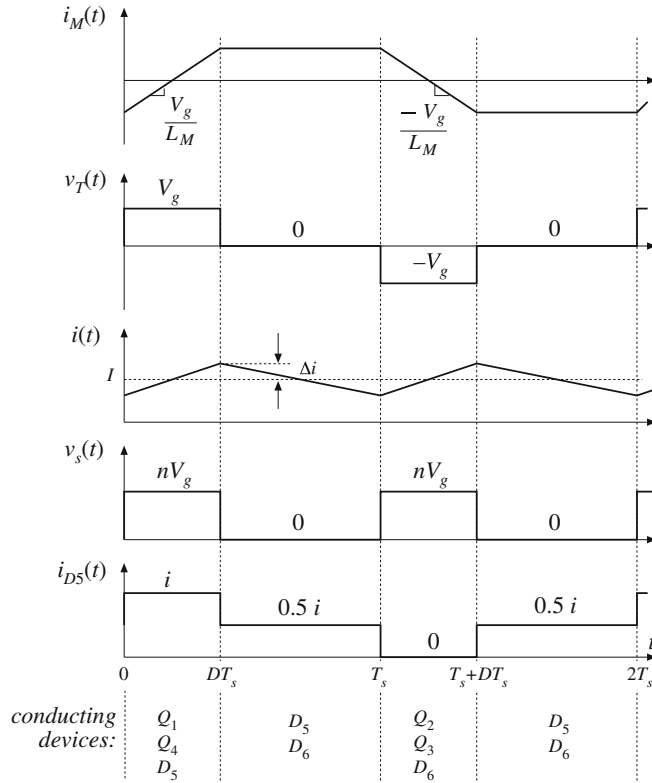 i_M(t)
V_g / L_M
– V_g / L_M
v_T(t)
V_g
0
–V_g
0
i(t)
I
Δi
v_s(t)
nV_g
0
nV_g
0
i_D5(t)
i
0.5 i
0
0.5 i
t
0 DT_s T_s T_s+DT_s 2T_s
conducting devices:
Q_1 D_5 Q_2 D_5
Q_4 D_6 Q_3 D_6
D_5 D_6